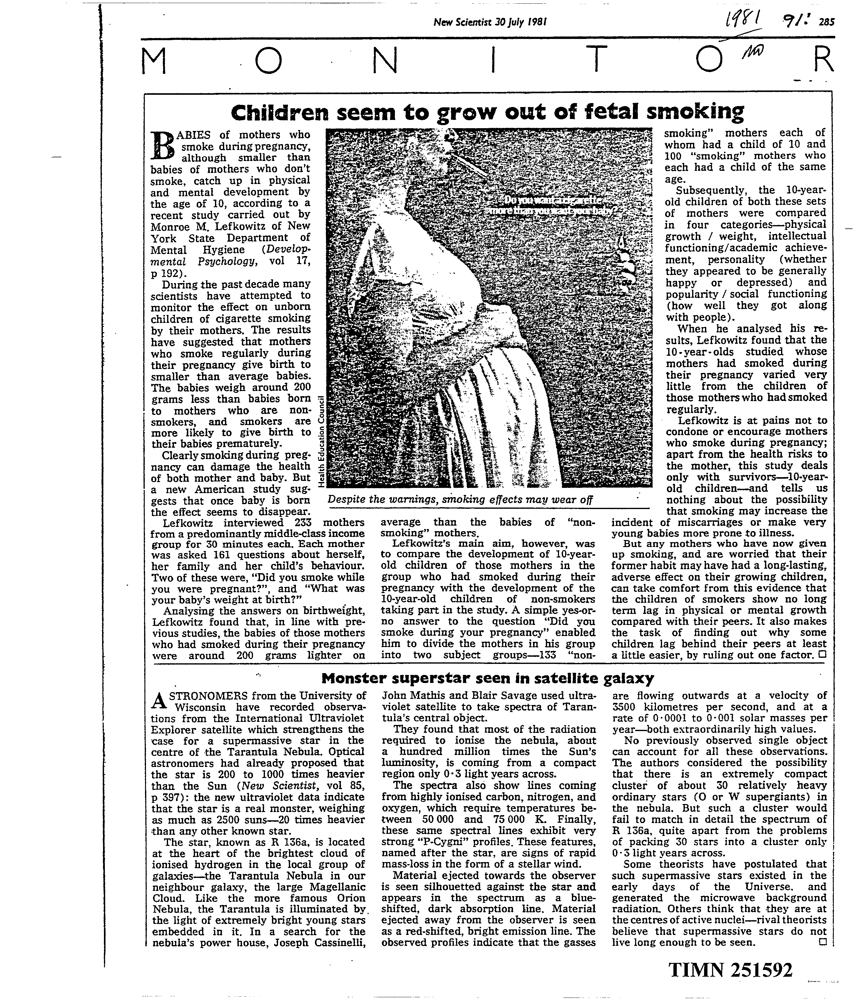 New Scientist 30 July 1981
1981
91:
285
M O N I T O R
NO
Children seem to grow out of fetal smoking
BABIES of mothers who
smoke during pregnancy,
although smaller than
babies of mothers who don't
smoke, catch up in physical
and mental development by
the age of 10, according to a
recent study carried out by
Monroe M. Lefkowitz of New
York State Department of
Mental Hygiene (Develop-
mental Psychology, vol 17,
p 192).
During the past decade many
scientists have attempted to
monitor the effect on unborn
children of cigarette smoking
by their mothers. The results
have suggested that mothers
who smoke regularly during
their pregnancy give birth to
smaller than average babies.
The babies weigh around 200
grams less than babies born
to mothers who are non-
smokers, and smokers are
more likely to give birth to
their babies prematurely.
Clearly smoking during preg-
nancy can damage the health
of both mother and baby. But
a new American study sug-
gests that once baby is born
the effect seems to disappear.
Lefkowitz interviewed 233 mothers
from a predominantly middle-class income
group for 30 minutes each. Each mother
was asked 161 questions about herself,
her family and her child's behaviour.
Two of these were, "Did you smoke while
you were pregnant?", and "What was
your baby's weight at birth?"
Analysing the answers on birthweight,
Lefkowitz found that, in line with pre-
vious studies, the babies of those mothers
who had smoked during their pregnancy
were around 200 grams lighter on
Do you want a cigarette
more than you want your baby?
Health Education Council
Despite the warnings, smoking effects may wear off
average than the babies of "non-
smoking" mothers.
Lefkowitz's main aim, however, was
to compare the development of 10-year-
old children of those mothers in the
group who had smoked during their
pregnancy with the development of the
10-year-old children of non-smokers
taking part in the study. A simple yes-or-
no answer to the question "Did you
smoke during your pregnancy" enabled
him to divide the mothers in his group
into two subject groups—133 "non-
smoking" mothers each of
whom had a child of 10 and
100 "smoking" mothers who
each had a child of the same
age.
Subsequently, the 10-year-
old children of both these sets
of mothers were compared
in four categories—physical
growth / weight, intellectual
functioning/academic achieve-
ment, personality (whether
they appeared to be generally
happy or depressed) and
popularity / social functioning
(how well they got along
with people).
When he analysed his re-
sults, Lefkowitz found that the
10-year-olds studied whose
mothers had smoked during
their pregnancy varied very
little from the children of
those mothers who had smoked
regularly.
Lefkowitz is at pains not to
condone or encourage mothers
who smoke during pregnancy;
apart from the health risks to
the mother, this study deals
only with survivors—10-year-
old children—and tells us
nothing about the possibility
that smoking may increase the
incident of miscarriages or make very
young babies more prone to illness.
But any mothers who have now given
up smoking, and are worried that their
former habit may have had a long-lasting,
adverse effect on their growing children,
can take comfort from this evidence that
the children of smokers show no long
term lag in physical or mental growth
compared with their peers. It also makes
the task of finding out why some
children lag behind their peers at least
a little easier, by ruling out one factor. □
Monster superstar seen in satellite galaxy
ASTRONOMERS from the University of
Wisconsin have recorded observa-
tions from the International Ultraviolet
Explorer satellite which strengthens the
case for a supermassive star in the
centre of the Tarantula Nebula. Optical
astronomers had already proposed that
the star is 200 to 1000 times heavier
than the Sun (New Scientist, vol 85,
p 397): the new ultraviolet data indicate
that the star is a real monster, weighing
as much as 2500 suns—20 times heavier
than any other known star.
The star, known as R 136a, is located
at the heart of the brightest cloud of
ionised hydrogen in the local group of
galaxies—the Tarantula Nebula in our
neighbour galaxy, the large Magellanic
Cloud. Like the more famous Orion
Nebula, the Tarantula is illuminated by
the light of extremely bright young stars
embedded in it. In a search for the
nebula's power house, Joseph Cassinelli,
John Mathis and Blair Savage used ultra-
violet satellite to take spectra of Taran-
tula's central object.
They found that most of the radiation
required to ionise the nebula, about
a hundred million times the Sun's
luminosity, is coming from a compact
region only 0·3 light years across.
The spectra also show lines coming
from highly ionised carbon, nitrogen, and
oxygen, which require temperatures be-
tween 50 000 and 75 000 K. Finally,
these same spectral lines exhibit very
strong "P-Cygni" profiles. These features,
named after the star, are signs of rapid
mass-loss in the form of a stellar wind.
Material ejected towards the observer
is seen silhouetted against the star and
appears in the spectrum as a blue-
shifted, dark absorption line. Material
ejected away from the observer is seen
as a red-shifted, bright emission line. The
observed profiles indicate that the gasses
are flowing outwards at a velocity of
3500 kilometres per second, and at a
rate of 0·0001 to 0·001 solar masses per
year—both extraordinarily high values.
No previously observed single object
can account for all these observations.
The authors considered the possibility
that there is an extremely compact
cluster of about 30 relatively heavy
ordinary stars (O or W supergiants) in
the nebula. But such a cluster would
fail to match in detail the spectrum of
R 136a, quite apart from the problems
of packing 30 stars into a cluster only
0·3 light years across.
Some theorists have postulated that
such supermassive stars existed in the
early days of the Universe, and
generated the microwave background
radiation. Others think that they are at
the centres of active nuclei—rival theorists
believe that supermassive stars do not
live long enough to be seen. □
TIMN 251592